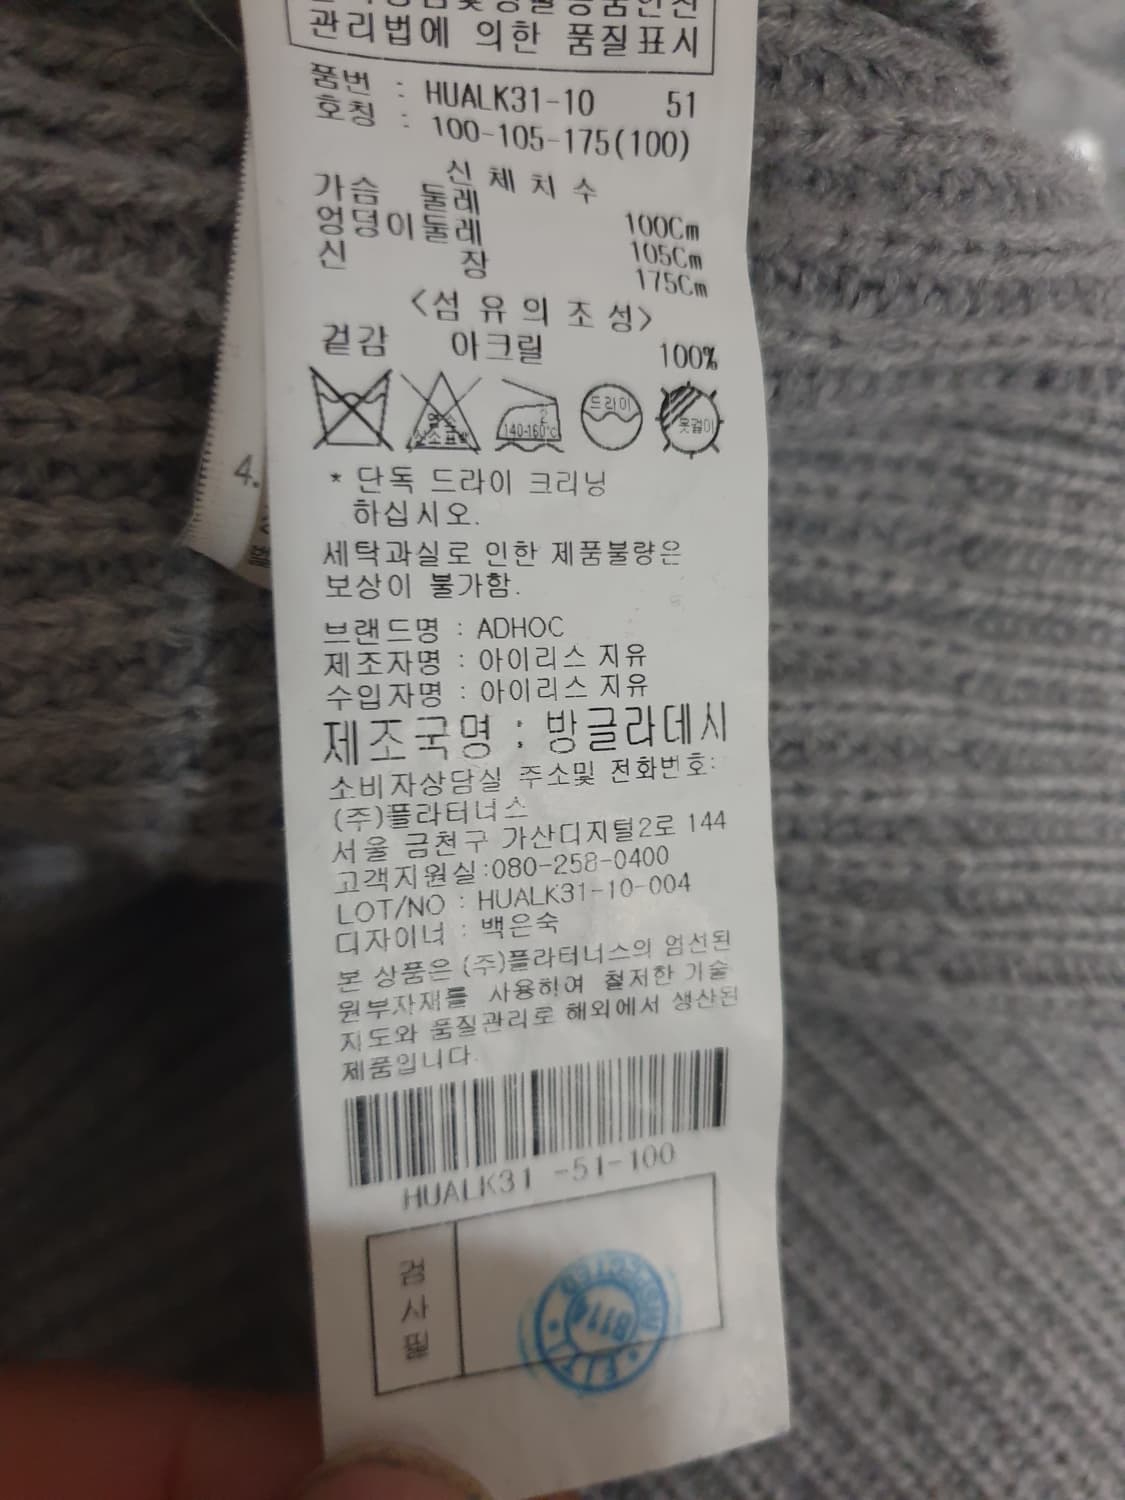 관리법에 의한 품질표시
품번 : HUALK31-10 51
호칭 : 100-105-175(100)
신체치수
가슴둘레 100Cm
엉덩이둘레 105Cm
신장 175Cm
<섬유의 조성>
겉감 아크릴 100%
염소 산소표백 2 140-160°C 드라이 옷걸이
* 단독 드라이 크리닝
하십시오.
세탁과실로 인한 제품불량은
보상이 불가함.
브랜드명 : ADHOC
제조자명 : 아이리스 지유
수입자명 : 아이리스 지유
제조국명 : 방글라데시
소비자상담실 주소및 전화번호:
(주)플라터너스
서울 금천구 가산디지털2로 144
고객지원실:080-258-0400
LOT/NO : HUALK31-10-004
디자이너 : 백은숙
본 상품은 (주)플라터너스의 엄선된
원부자재를 사용하여 철저한 기술
지도와 품질관리로 해외에서 생산된
제품입니다.
HUALK31 -51-100
검사필
4.